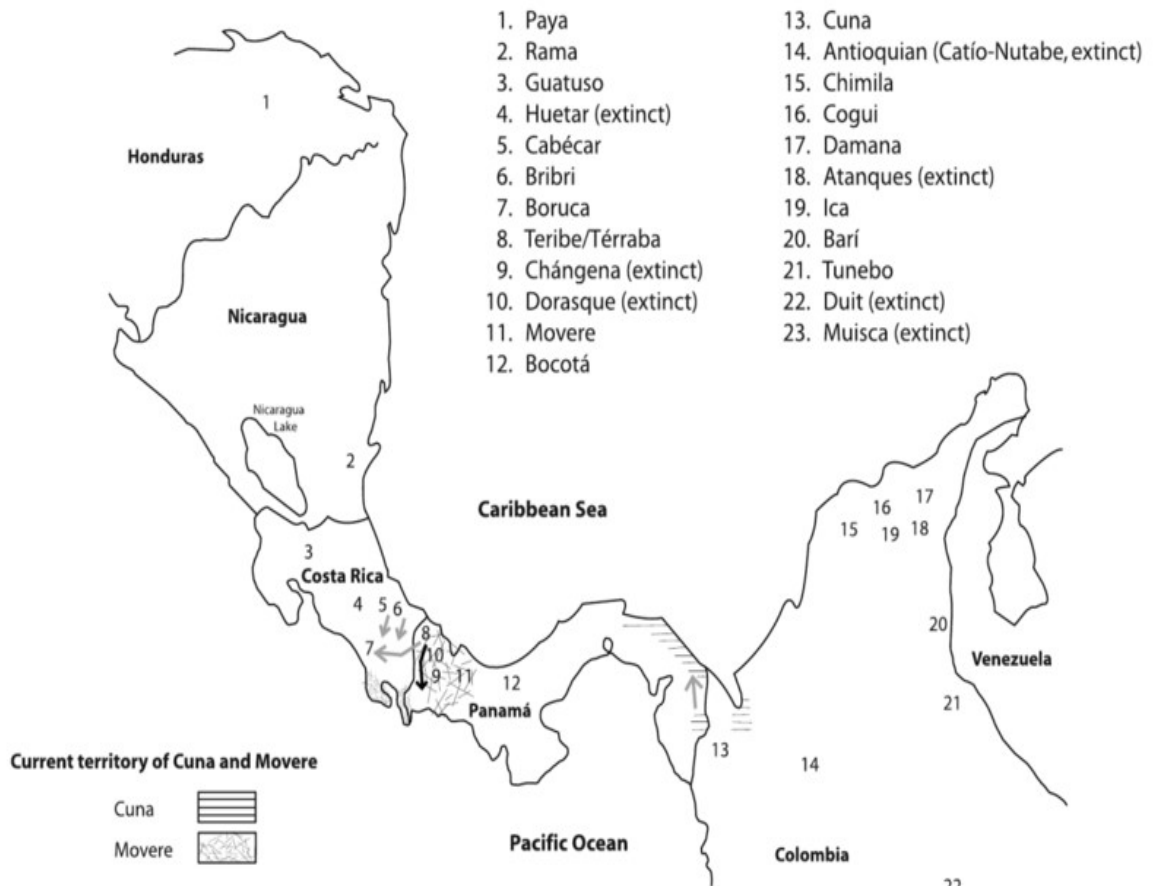 1. Paya
2. Rama
3. Guatuso
4. Huetar (extinct)
5. Cabécar
6. Bribri
7. Boruca
8. Teribe/Térraba
9. Chángena (extinct)
10. Dorasque (extinct)
11. Movere
12. Bocotá
13. Cuna
14. Antioquian (Catío-Nutabe, extinct)
15. Chimila
16. Cogui
17. Damana
18. Atanques (extinct)
19. Ica
20. Barí
21. Tunebo
22. Duit (extinct)
23. Muisca (extinct)
1
Honduras
Nicaragua
Nicaragua
Lake
2
Caribbean Sea
3
Costa Rica
4
5
6
7
8
10
9
11
12
Panamá
13
14
15
16
17
18
19
20
Venezuela
21
Current territory of Cuna and Movere
Cuna
Movere
Pacific Ocean
Colombia